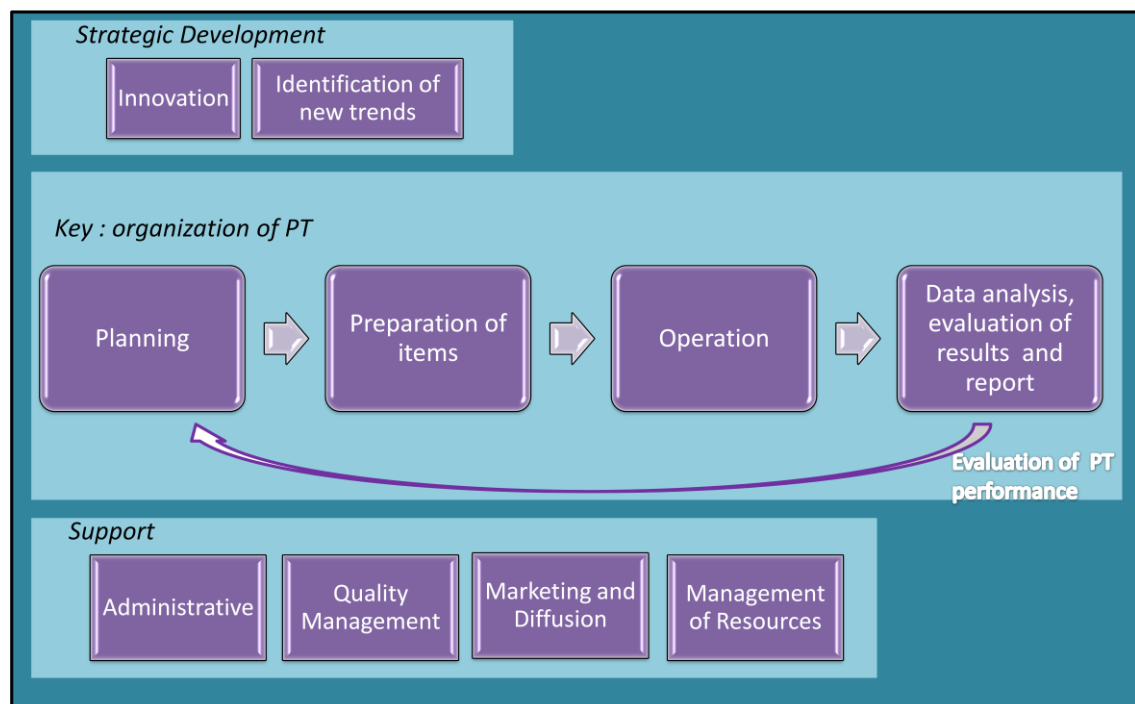 Strategic Development
Innovation
Identification of
new trends
Key : organization of PT
Planning
Preparation of
items
Operation
Data analysis,
evaluation of
results and
report
Evaluation of PT
performance
Support
Administrative
Quality
Management
Marketing and
Diffusion
Management
of Resources